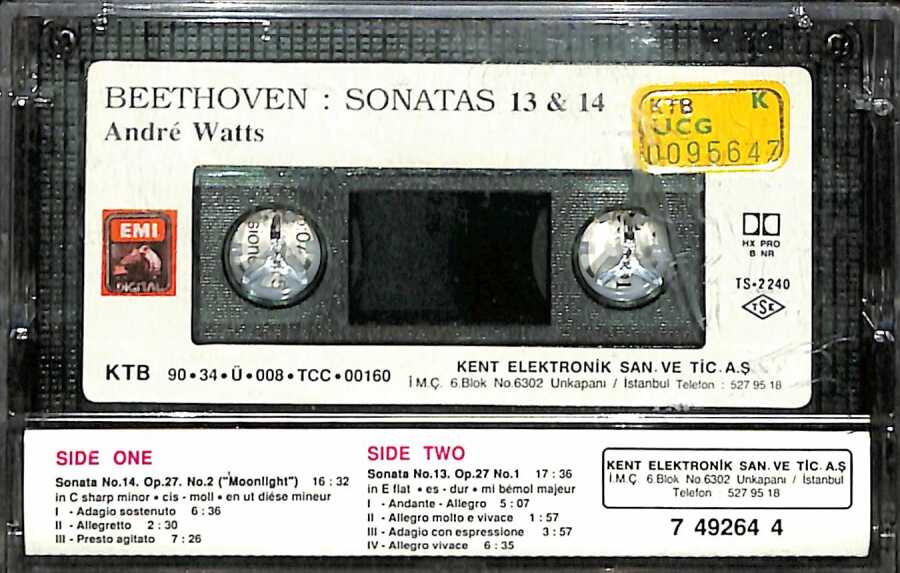 BEETHOVEN : SONATAS 13 & 14
André Watts
KTB K
ÜCG
0095647
EMI
DIGITAL
HX PRO
B NR
TS-2240
TSE
KTB 90•34•Ü•008•TCC•00160
KENT ELEKTRONİK SAN. VE TİC. A.Ş
İ.M.Ç. 6.Blok No.6302 Unkapanı / İstanbul Telefon : 527 95 18
SIDE ONE
Sonata No.14. Op.27. No.2 ("Moonlight") 16 : 32
in C sharp minor • cis - moll • en ut diése mineur
I - Adagio sostenuto 6 : 36
II - Allegretto 2 : 30
III - Presto agitato 7 : 26
SIDE TWO
Sonata No.13. Op.27 No.1 17 : 36
in E flat • es - dur • mi bémol majeur
I - Andante - Allegro 5 : 07
II - Allegro molto e vivace 1 : 57
III - Adagio con espressione 3 : 57
IV - Allegro vivace 6 : 35
KENT ELEKTRONİK SAN. VE TİC. A.Ş
İ.M.Ç. 6.Blok No.6302 Unkapanı / İstanbul
Telefon : 527 95 18
7 49264 4